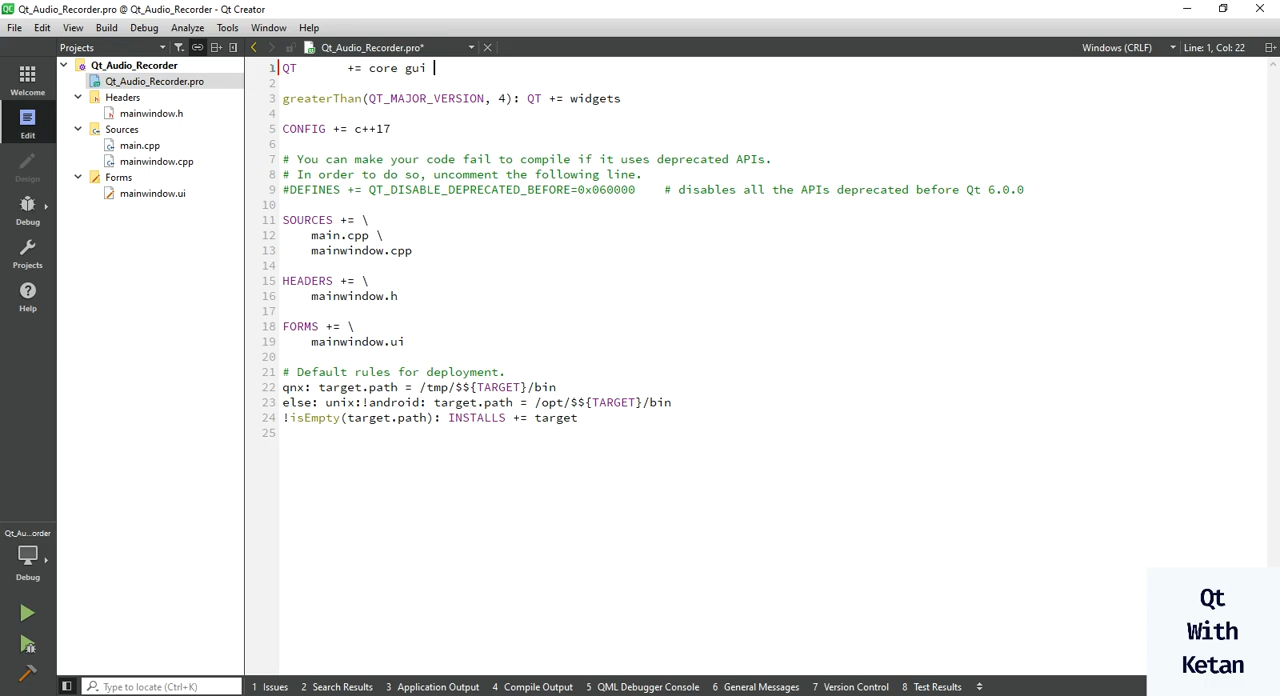 Qt_Audio_Recorder.pro @ Qt_Audio_Recorder - Qt Creator
File Edit View Build Debug Analyze Tools Window Help
Projects Qt_Audio_Recorder.pro* Windows (CRLF) Line: 1, Col: 22
Welcome
Edit
Design
Debug
Projects
Help
Qt_Au...order
Debug
Qt_Audio_Recorder
Qt_Audio_Recorder.pro
Headers
mainwindow.h
Sources
main.cpp
mainwindow.cpp
Forms
mainwindow.ui
1 QT       += core gui
2
3 greaterThan(QT_MAJOR_VERSION, 4): QT += widgets
4
5 CONFIG += c++17
6
7 # You can make your code fail to compile if it uses deprecated APIs.
8 # In order to do so, uncomment the following line.
9 #DEFINES += QT_DISABLE_DEPRECATED_BEFORE=0x060000    # disables all the APIs deprecated before Qt 6.0.0
10
11 SOURCES += \
12     main.cpp \
13     mainwindow.cpp
14
15 HEADERS += \
16     mainwindow.h
17
18 FORMS += \
19     mainwindow.ui
20
21 # Default rules for deployment.
22 qnx: target.path = /tmp/$${TARGET}/bin
23 else: unix:!android: target.path = /opt/$${TARGET}/bin
24 !isEmpty(target.path): INSTALLS += target
25
Qt
With
Ketan
Type to locate (Ctrl+K) 1 Issues 2 Search Results 3 Application Output 4 Compile Output 5 QML Debugger Console 6 General Messages 7 Version Control 8 Test Results